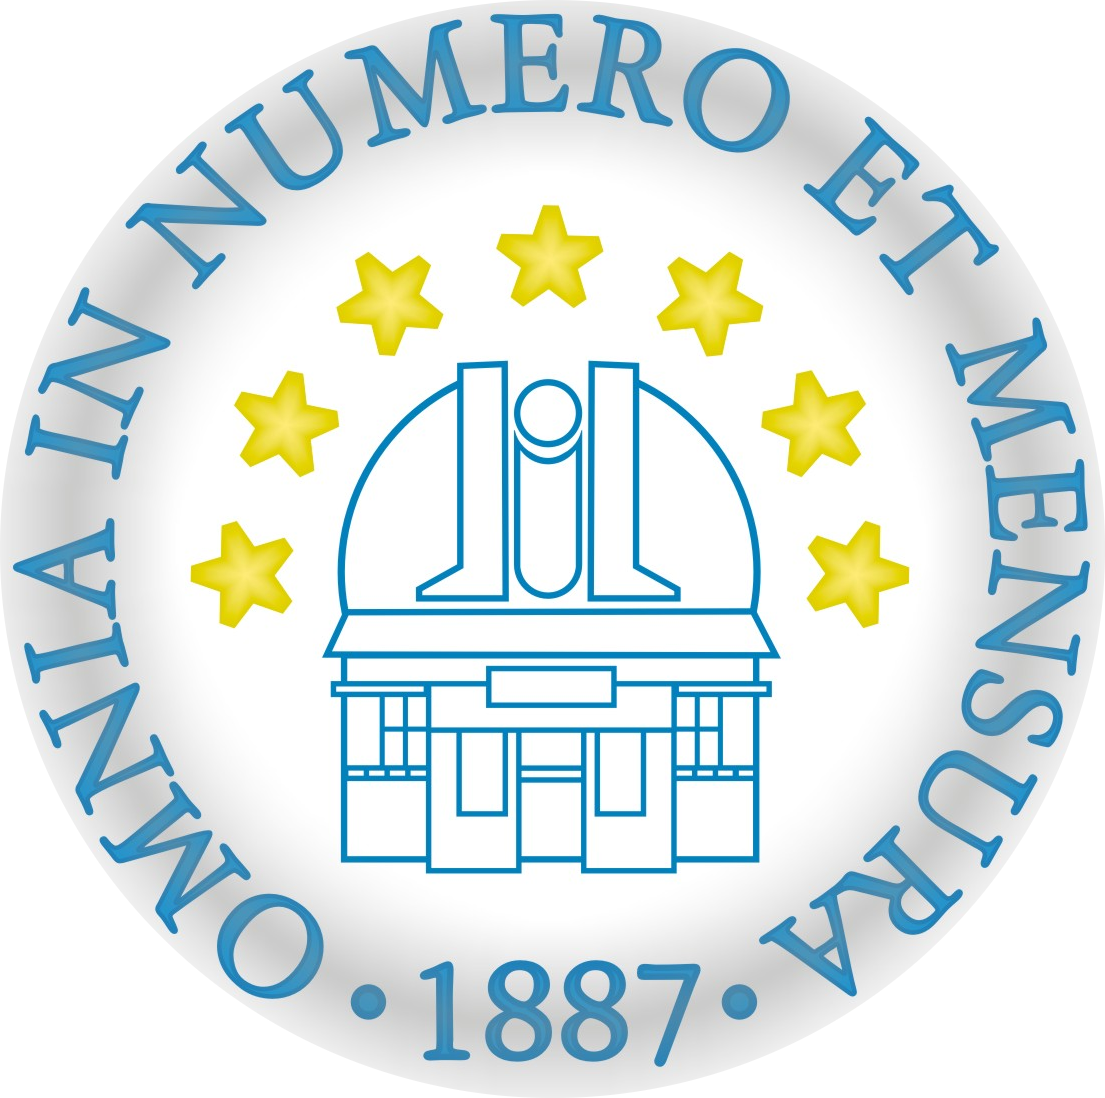 OMNIA IN NUMERO ET MENSURA
• 1887 •